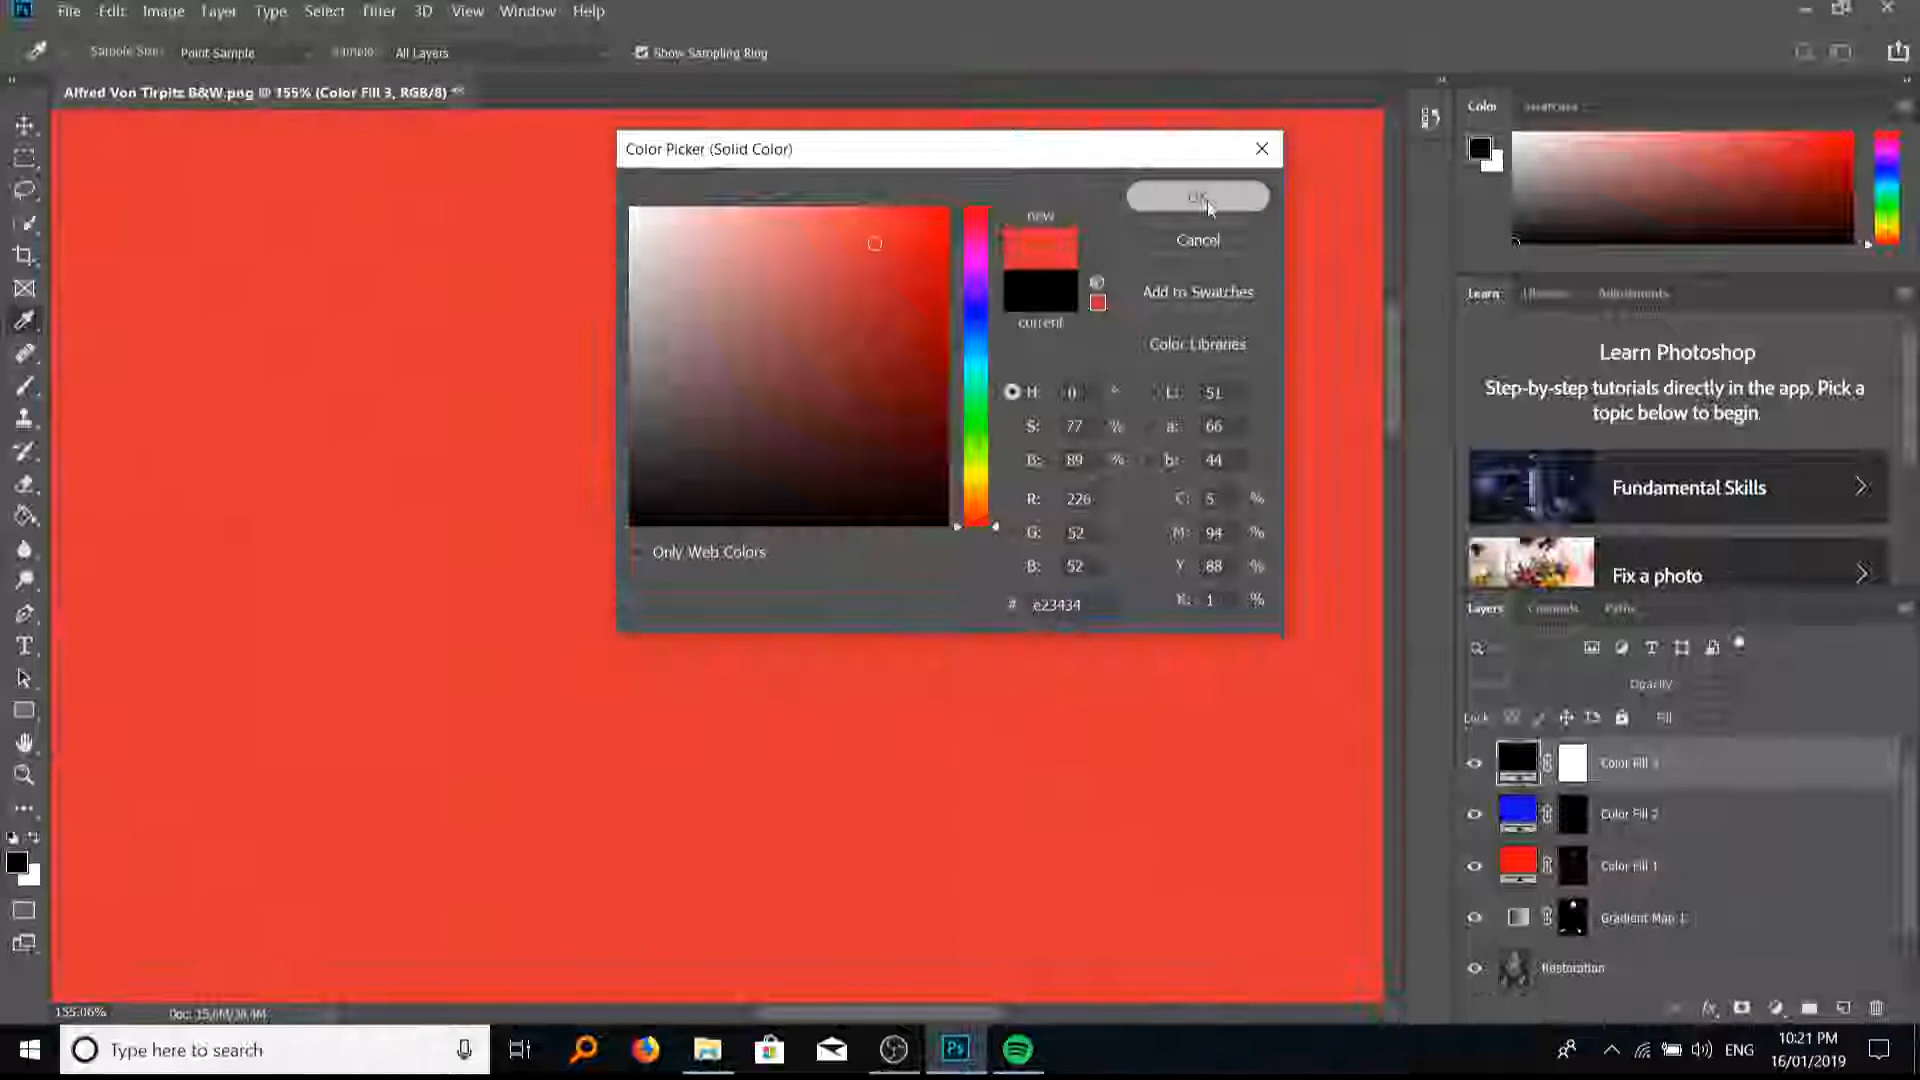 Ps File Edit Image Layer Type Select Filter 3D View Window Help
Sample Size: Point Sample Sample: All Layers Show Sampling Ring
Alfred Von Tirpitz B&W.png @ 155% (Color Fill 3, RGB/8) *
Color Swatches
Color Picker (Solid Color)
OK
new
Cancel
Add to Swatches
current
Color Libraries
H: 0 ° L: 51
S: 77 % a: 66
B: 89 % b: 44
R: 226 C: 5 %
G: 52 M: 94 %
B: 52 Y: 88 %
# e23434 K: 1 %
Only Web Colors
Learn Libraries Adjustments
Learn Photoshop
Step-by-step tutorials directly in the app. Pick a
topic below to begin
Fundamental Skills
Fix a photo
Layers Channels Paths
Opacity
Lock Fill
Color Fill 3
Color Fill 2
Color Fill 1
Gradient Map 1
Restoration
155.06%
Type here to search
Ps
ENG
10:21 PM
16/01/2019